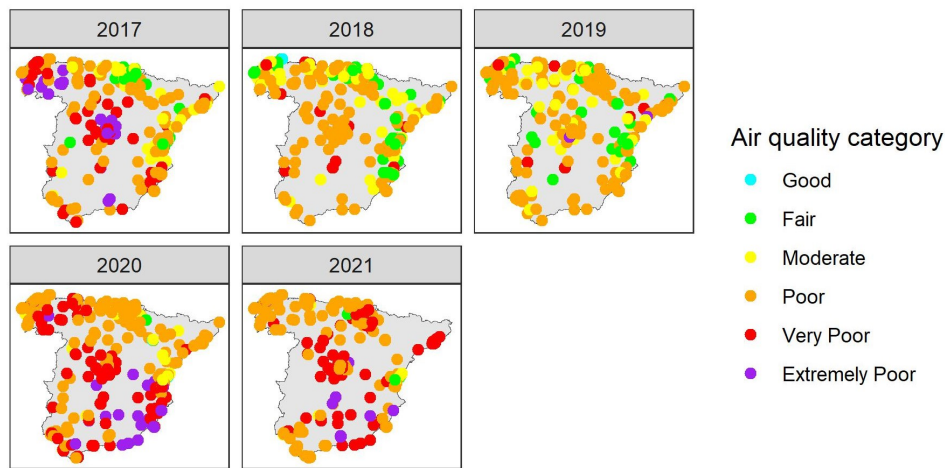 2017
2018
2019
2020
2021
Air quality category
Good
Fair
Moderate
Poor
Very Poor
Extremely Poor